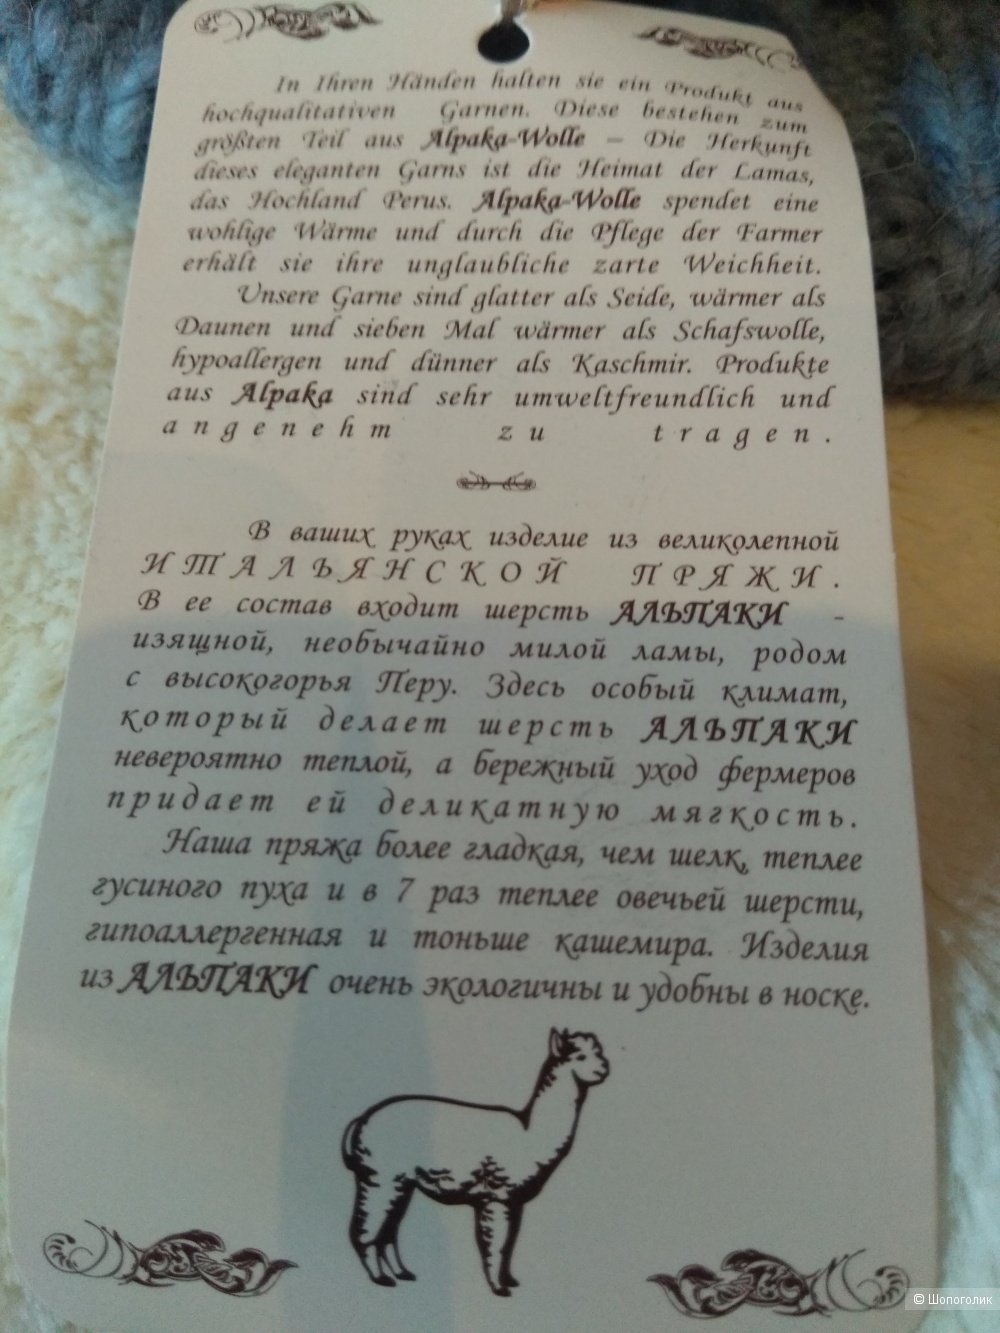 In Ihren Händen halten sie ein Produkt aus
hochqualitativen Garnen. Diese bestehen zum
größten Teil aus Alpaka-Wolle – Die Herkunft
dieses eleganten Garns ist die Heimat der Lamas,
das Hochland Perus. Alpaka-Wolle spendet eine
wohlige Wärme und durch die Pflege der Farmer
erhält sie ihre unglaubliche zarte Weichheit.
Unsere Garne sind glatter als Seide, wärmer als
Daunen und sieben Mal wärmer als Schafswolle,
hypoallergen und dünner als Kaschmir. Produkte
aus Alpaka sind sehr umweltfreundlich und
angenehm zu tragen.
В ваших руках изделие из великолепной
ИТАЛЬЯНСКОЙ ПРЯЖИ.
В ее состав входит шерсть АЛЬПАКИ -
изящной, необычайно милой ламы, родом
с высокогорья Перу. Здесь особый климат,
который делает шерсть АЛЬПАКИ
невероятно теплой, а бережный уход фермеров
придает ей деликатную мягкость.
Наша пряжа более гладкая, чем шелк, теплее
гусиного пуха и в 7 раз теплее овечьей шерсти,
гипоаллергенная и тоньше кашемира. Изделия
из АЛЬПАКИ очень экологичны и удобны в носке.
© Шопоголик